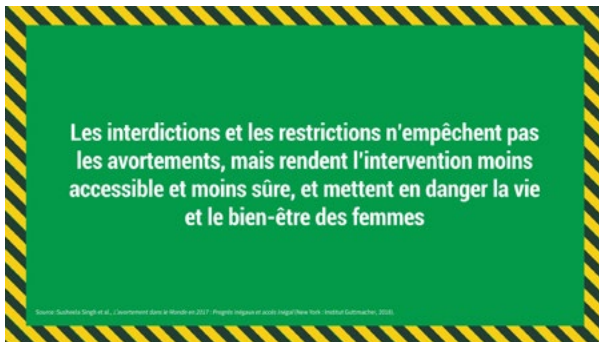 Les interdictions et les restrictions n'empêchent pas
les avortements, mais rendent l'intervention moins
accessible et moins sûre, et mettent en danger la vie
et le bien-être des femmes
Source: Susheela Singh et al., L'avortement dans le Monde en 2017 : Progrès inégaux et accès inégal (New York : Institut Guttmacher, 2018).